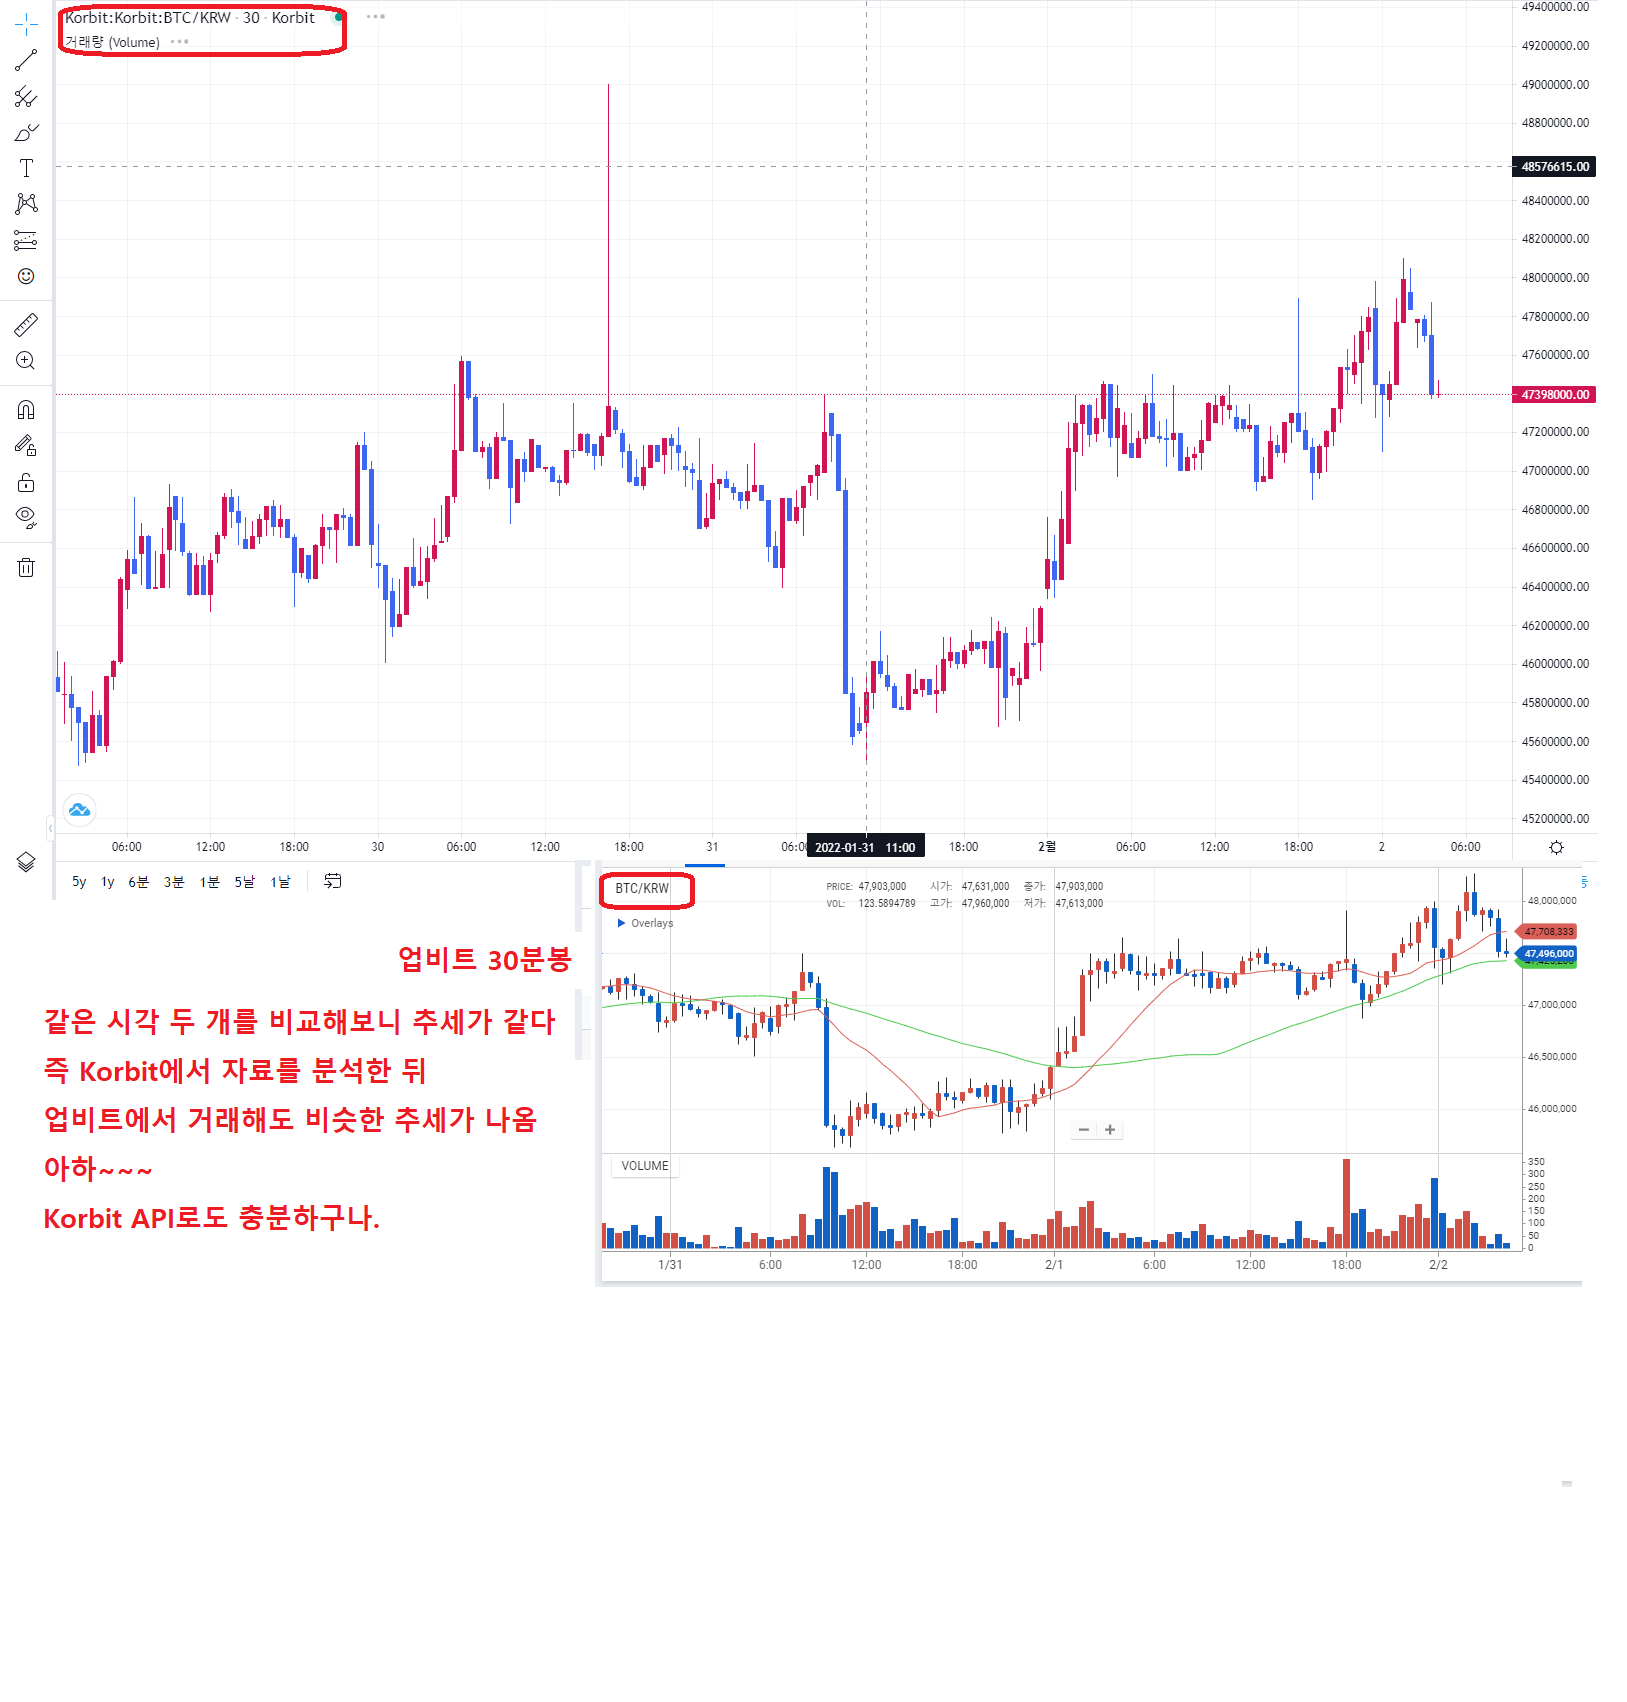 Korbit:Korbit:BTC/KRW · 30 · Korbit
거래량 (Volume)
49400000.00
49200000.00
49000000.00
48800000.00
48576615.00
48400000.00
48200000.00
48000000.00
47800000.00
47600000.00
47398000.00
47200000.00
47000000.00
46800000.00
46600000.00
46400000.00
46200000.00
46000000.00
45800000.00
45600000.00
45400000.00
45200000.00
06:00 12:00 18:00 30 06:00 12:00 18:00 31 06:00 2022-01-31 11:00 18:00 2월 06:00 12:00 18:00 2 06:00
5y 1y 6분 3분 1분 5날 1날
BTC/KRW
PRICE: 47,903,000 시가: 47,631,000 종가: 47,903,000
VOL: 123.5894789 고가: 47,960,000 저가: 47,613,000
Overlays
48,000,000
47,708,333
47,496,000
47,000,000
46,500,000
46,000,000
VOLUME
350
300
250
200
150
100
50
0
1/31 6:00 12:00 18:00 2/1 6:00 12:00 18:00 2/2
업비트 30분봉
같은 시각 두 개를 비교해보니 추세가 같다
즉 Korbit에서 자료를 분석한 뒤
업비트에서 거래해도 비슷한 추세가 나옴
아하~~~
Korbit API로도 충분하구나.